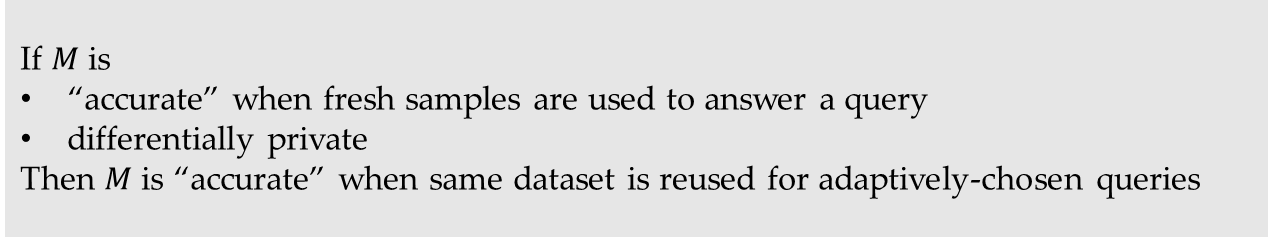 If M is
• “accurate” when fresh samples are used to answer a query
• differentially private
Then M is “accurate” when same dataset is reused for adaptively-chosen queries